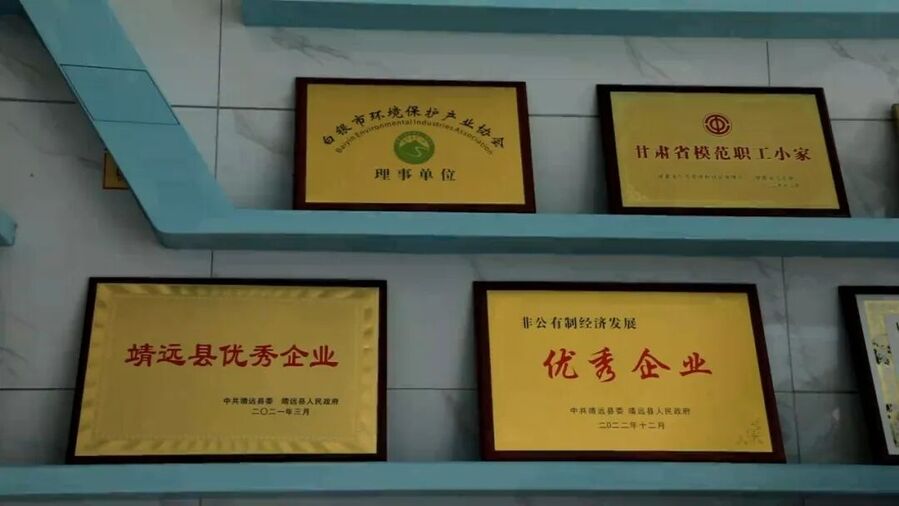 白银市环境保护产业协会
Baiyin Environmental Industries Association
理事单位
甘肃省模范职工小家
靖远县优秀企业
中共靖远县委 靖远县人民政府
二〇二一年三月
非公有制经济发展
优秀企业
中共靖远县委 靖远县人民政府
二0二二年十二月